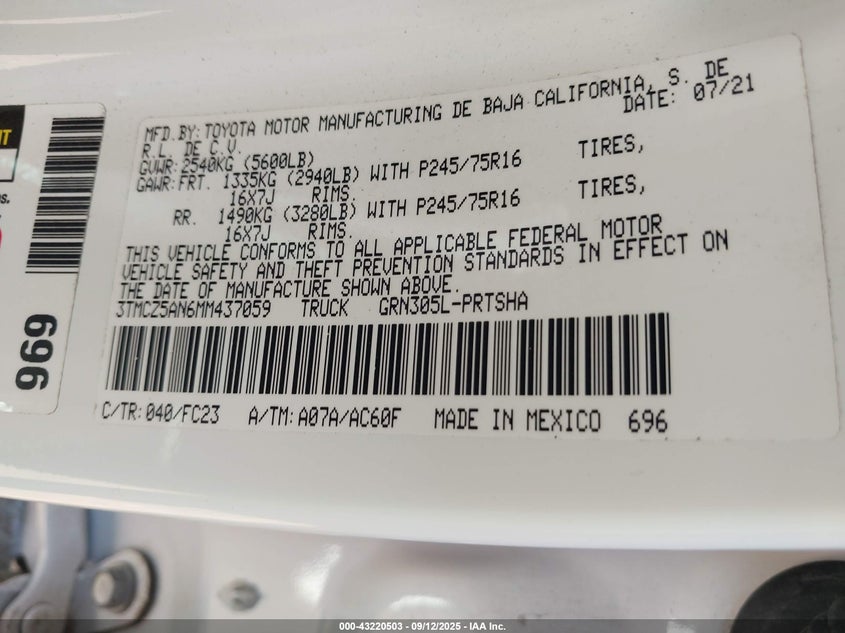 MFD. BY: TOYOTA MOTOR MANUFACTURING DE BAJA CALIFORNIA, S. DE
R.L. DE C.V. DATE: 07/21
GVWR: 2540KG (5600LB)
GAWR: FRT. 1335KG (2940LB) WITH P245/75R16 TIRES,
16X7J RIMS.
RR. 1490KG (3280LB) WITH P245/75R16 TIRES,
16X7J RIMS.
THIS VEHICLE CONFORMS TO ALL APPLICABLE FEDERAL MOTOR
VEHICLE SAFETY AND THEFT PREVENTION STANDARDS IN EFFECT ON
THE DATE OF MANUFACTURE SHOWN ABOVE.
3TMCZ5AN6MM437059 TRUCK GRN305L-PRTSHA
C/TR: 040/FC23 A/TM: A07A/AC60F MADE IN MEXICO 696
969
000-43220503 - 09/12/2025 - IAA Inc.